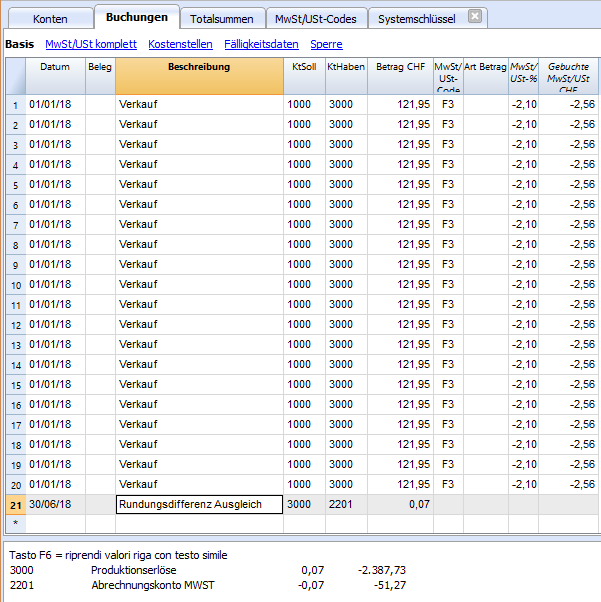 Konten Buchungen Totalsummen MwSt/USt-Codes Systemschlüssel
Basis MwSt/USt komplett Kostenstellen Fälligkeitsdaten Sperre
Datum Beleg Beschreibung KtSoll KtHaben Betrag CHF MwSt/USt-Code Art Betrag MwSt/USt-% Gebuchte MwSt/USt CHF
1 01/01/18 Verkauf 1000 3000 121,95 F3 -2,10 -2,56
2 01/01/18 Verkauf 1000 3000 121,95 F3 -2,10 -2,56
3 01/01/18 Verkauf 1000 3000 121,95 F3 -2,10 -2,56
4 01/01/18 Verkauf 1000 3000 121,95 F3 -2,10 -2,56
5 01/01/18 Verkauf 1000 3000 121,95 F3 -2,10 -2,56
6 01/01/18 Verkauf 1000 3000 121,95 F3 -2,10 -2,56
7 01/01/18 Verkauf 1000 3000 121,95 F3 -2,10 -2,56
8 01/01/18 Verkauf 1000 3000 121,95 F3 -2,10 -2,56
9 01/01/18 Verkauf 1000 3000 121,95 F3 -2,10 -2,56
10 01/01/18 Verkauf 1000 3000 121,95 F3 -2,10 -2,56
11 01/01/18 Verkauf 1000 3000 121,95 F3 -2,10 -2,56
12 01/01/18 Verkauf 1000 3000 121,95 F3 -2,10 -2,56
13 01/01/18 Verkauf 1000 3000 121,95 F3 -2,10 -2,56
14 01/01/18 Verkauf 1000 3000 121,95 F3 -2,10 -2,56
15 01/01/18 Verkauf 1000 3000 121,95 F3 -2,10 -2,56
16 01/01/18 Verkauf 1000 3000 121,95 F3 -2,10 -2,56
17 01/01/18 Verkauf 1000 3000 121,95 F3 -2,10 -2,56
18 01/01/18 Verkauf 1000 3000 121,95 F3 -2,10 -2,56
19 01/01/18 Verkauf 1000 3000 121,95 F3 -2,10 -2,56
20 01/01/18 Verkauf 1000 3000 121,95 F3 -2,10 -2,56
21 30/06/18 Rundungsdifferenz Ausgleich 3000 2201 0,07
*
Tasto F6 = riprendi valori riga con testo simile
3000 Produktionserlöse 0,07 -2.387,73
2201 Abrechnungskonto MWST -0,07 -51,27